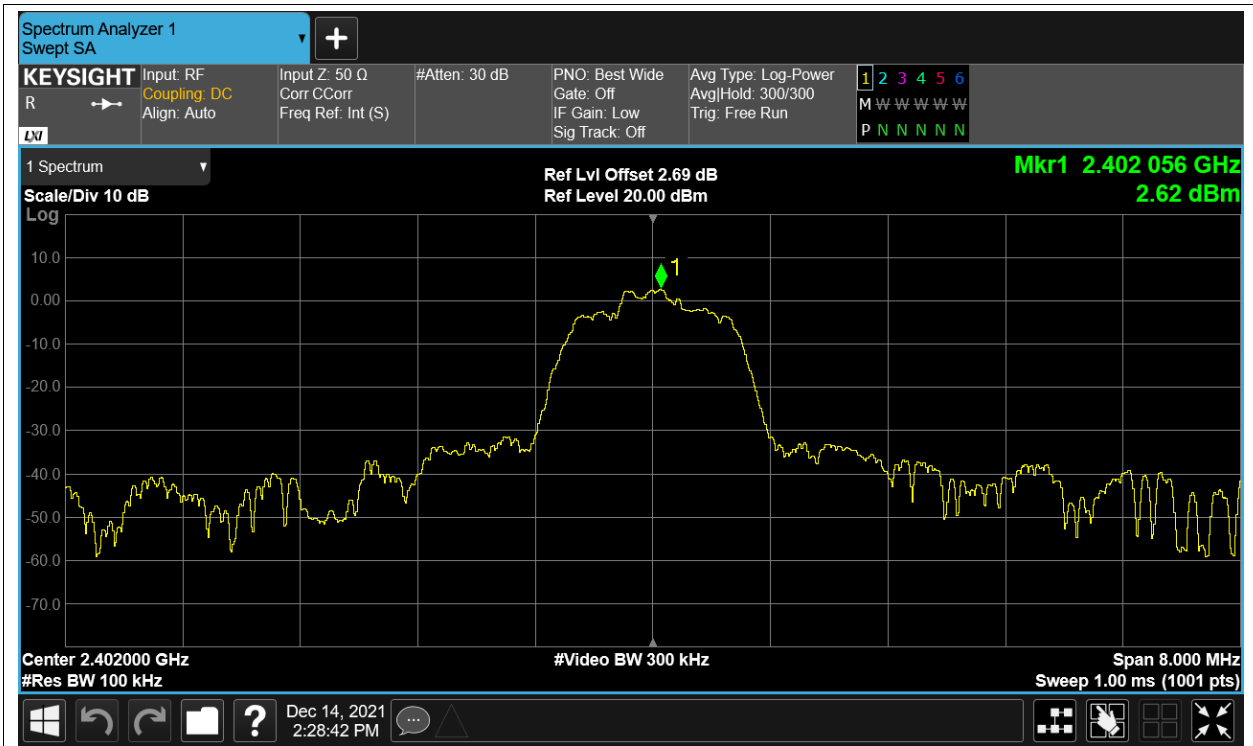 Spectrum Analyzer 1
Swept SA
KEYSIGHT
R
LXI
Input: RF
Coupling: DC
Align: Auto
Input Z: 50 Ω
Corr CCorr
Freq Ref: Int (S)
#Atten: 30 dB
PNO: Best Wide
Gate: Off
IF Gain: Low
Sig Track: Off
Avg Type: Log-Power
Avg|Hold: 300/300
Trig: Free Run
1 2 3 4 5 6
M W W W W W
P N N N N N
1 Spectrum
Scale/Div 10 dB
Log
Ref Lvl Offset 2.69 dB
Ref Level 20.00 dBm
Mkr1 2.402 056 GHz
2.62 dBm
1
10.0
0.00
-10.0
-20.0
-30.0
-40.0
-50.0
-60.0
-70.0
Center 2.402000 GHz
#Res BW 100 kHz
#Video BW 300 kHz
Span 8.000 MHz
Sweep 1.00 ms (1001 pts)
?
Dec 14, 2021
2:28:42 PM